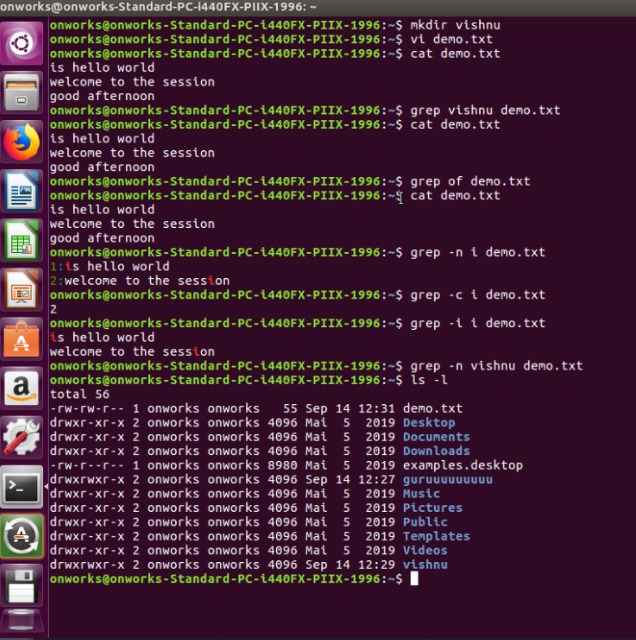 onworks@onworks-Standard-PC-i440FX-PIIX-1996: ~
onworks@onworks-Standard-PC-i440FX-PIIX-1996:~$ mkdir vishnu
onworks@onworks-Standard-PC-i440FX-PIIX-1996:~$ vi demo.txt
onworks@onworks-Standard-PC-i440FX-PIIX-1996:~$ cat demo.txt
is hello world
welcome to the session
good afternoon
onworks@onworks-Standard-PC-i440FX-PIIX-1996:~$ grep vishnu demo.txt
onworks@onworks-Standard-PC-i440FX-PIIX-1996:~$ cat demo.txt
is hello world
welcome to the session
good afternoon
onworks@onworks-Standard-PC-i440FX-PIIX-1996:~$ grep of demo.txt
onworks@onworks-Standard-PC-i440FX-PIIX-1996:~$ cat demo.txt
is hello world
welcome to the session
good afternoon
onworks@onworks-Standard-PC-i440FX-PIIX-1996:~$ grep -n i demo.txt
1:is hello world
2:welcome to the session
onworks@onworks-Standard-PC-i440FX-PIIX-1996:~$ grep -c i demo.txt
2
onworks@onworks-Standard-PC-i440FX-PIIX-1996:~$ grep -i i demo.txt
is hello world
welcome to the session
onworks@onworks-Standard-PC-i440FX-PIIX-1996:~$ grep -n vishnu demo.txt
onworks@onworks-Standard-PC-i440FX-PIIX-1996:~$ ls -l
total 56
-rw-rw-r-- 1 onworks onworks   55 Sep 14 12:31 demo.txt
drwxr-xr-x 2 onworks onworks 4096 Mai  5  2019 Desktop
drwxr-xr-x 2 onworks onworks 4096 Mai  5  2019 Documents
drwxr-xr-x 2 onworks onworks 4096 Mai  5  2019 Downloads
-rw-r--r-- 1 onworks onworks 8980 Mai  5  2019 examples.desktop
drwxrwxr-x 2 onworks onworks 4096 Sep 14 12:27 guruuuuuuuuu
drwxr-xr-x 2 onworks onworks 4096 Mai  5  2019 Music
drwxr-xr-x 2 onworks onworks 4096 Mai  5  2019 Pictures
drwxr-xr-x 2 onworks onworks 4096 Mai  5  2019 Public
drwxr-xr-x 2 onworks onworks 4096 Mai  5  2019 Templates
drwxr-xr-x 2 onworks onworks 4096 Mai  5  2019 Videos
drwxrwxr-x 2 onworks onworks 4096 Sep 14 12:29 vishnu
onworks@onworks-Standard-PC-i440FX-PIIX-1996:~$